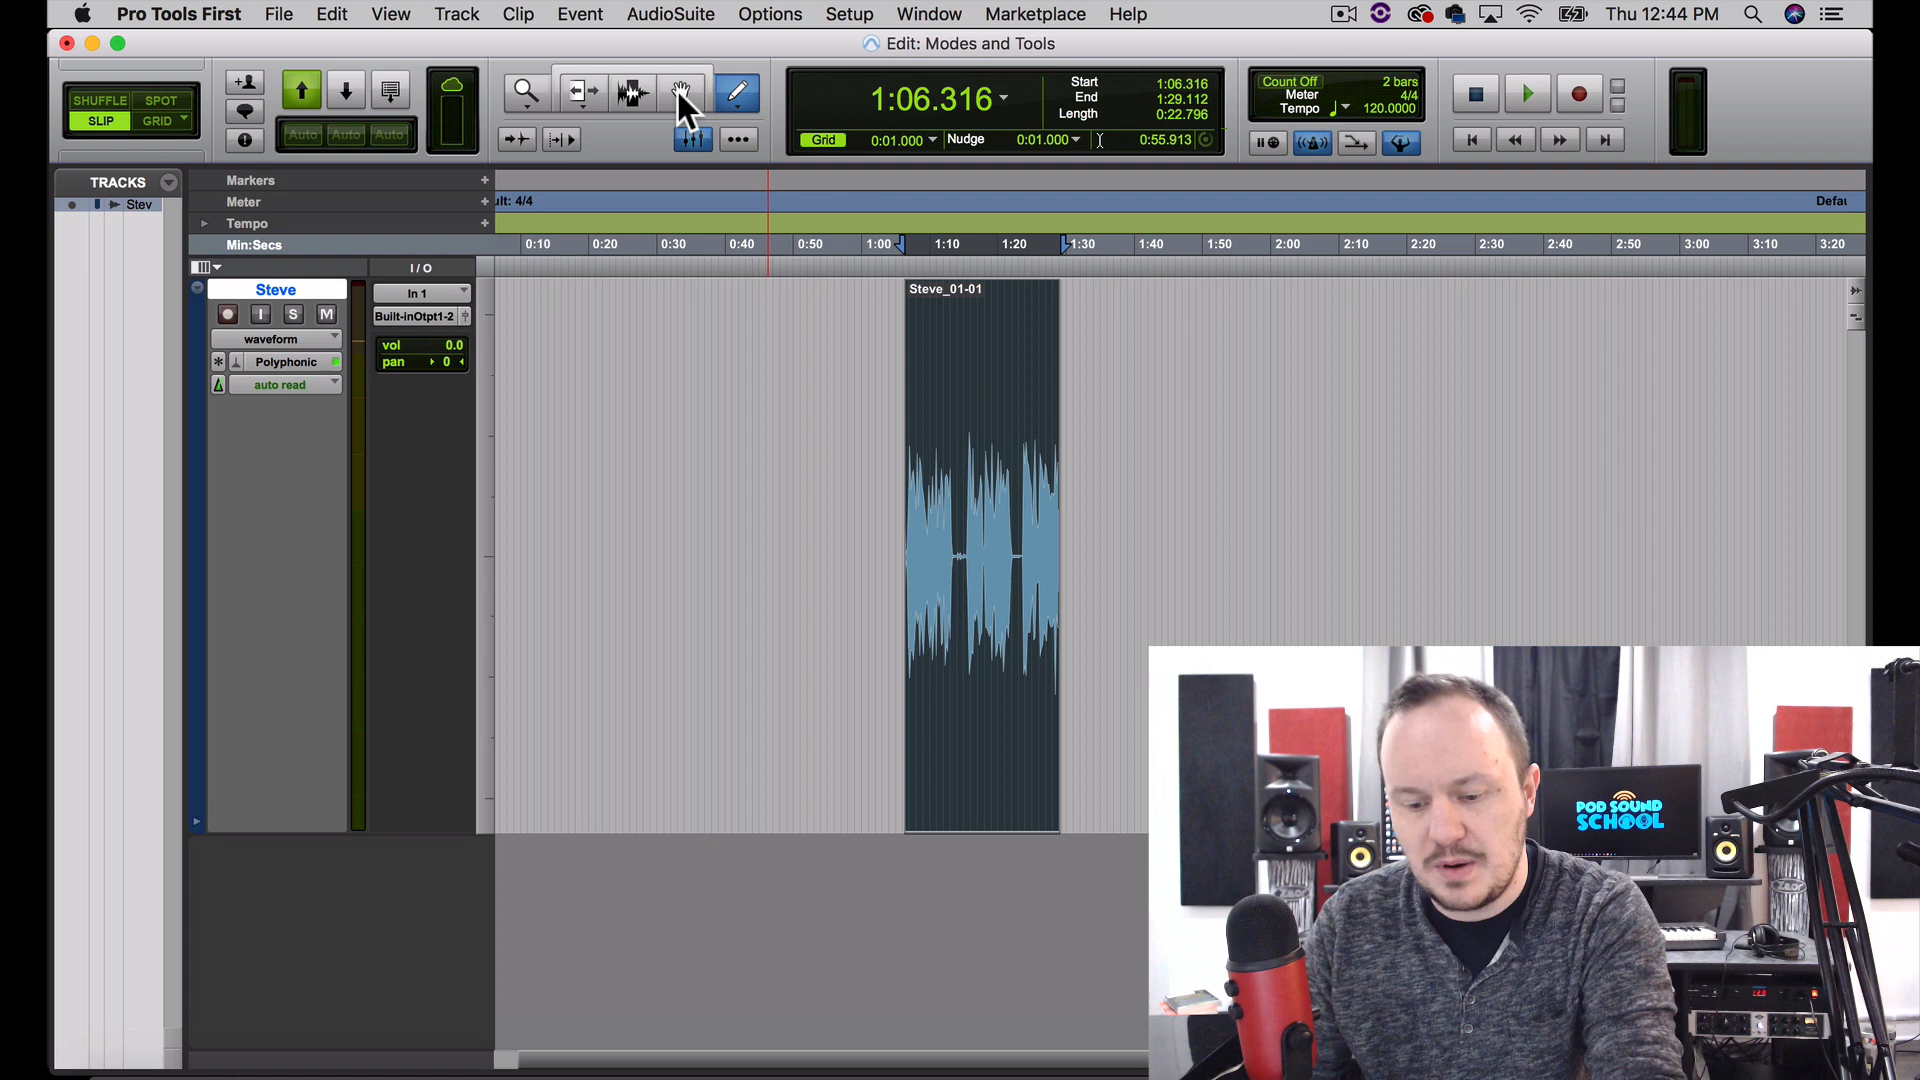 Pro Tools First File Edit View Track Clip Event AudioSuite Options Setup Window Marketplace Help Thu 12:44 PM
Edit: Modes and Tools
SHUFFLE SPOT
SLIP GRID
Auto Auto Auto
1:06.316
Start 1:06.316
End 1:29.112
Length 0:22.796
Grid 0:01.000 Nudge 0:01.000 0:55.913
Count Off 2 bars
Meter 4/4
Tempo 120.0000
TRACKS
Stev
Markers
Meter
ult: 4/4
Defau
Tempo
Min:Secs
0:10 0:20 0:30 0:40 0:50 1:00 1:10 1:20 1:30 1:40 1:50 2:00 2:10 2:20 2:30 2:40 2:50 3:00 3:10 3:20
I / O
Steve
In 1
Steve_01-01
I S M
Built-inOtpt1-2
waveform
vol 0.0
Polyphonic
pan 0
auto read
POD SOUND
SCHOOL